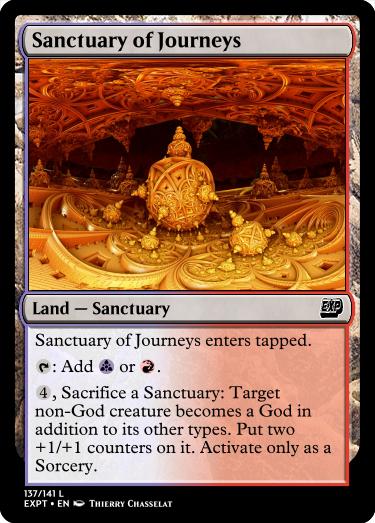 Sanctuary of Journeys
Land — Sanctuary
EXP
Sanctuary of Journeys enters tapped.
: Add or .
4, Sacrifice a Sanctuary: Target
non-God creature becomes a God in
addition to its other types. Put two
+1/+1 counters on it. Activate only as a
Sorcery.
137/141 L
EXPT • EN Thierry Chasselat